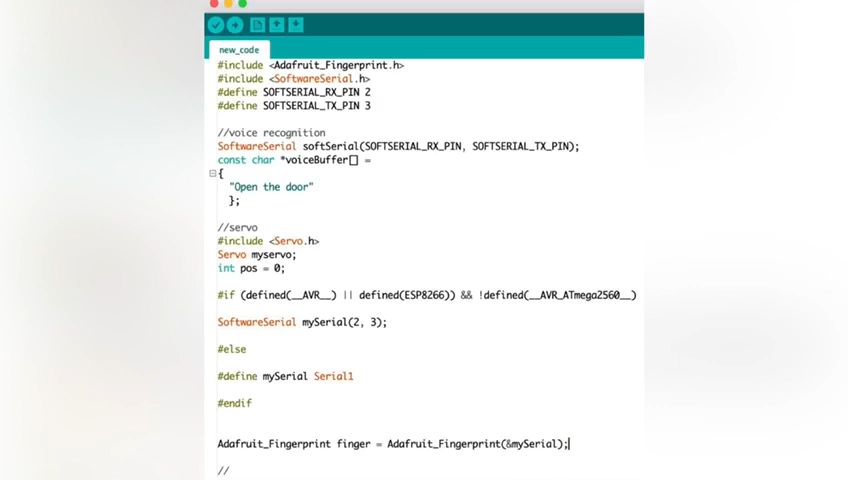 new_code
#include <Adafruit_Fingerprint.h>
#include <SoftwareSerial.h>
#define SOFTSERIAL_RX_PIN 2
#define SOFTSERIAL_TX_PIN 3
//voice recognition
SoftwareSerial softSerial(SOFTSERIAL_RX_PIN, SOFTSERIAL_TX_PIN);
const char *voiceBuffer[] =
{
"Open the door"
};
//servo
#include <Servo.h>
Servo myservo;
int pos = 0;
#if (defined(__AVR__) || defined(ESP8266)) && !defined(__AVR_ATmega2560__)
SoftwareSerial mySerial(2, 3);
#else
#define mySerial Serial1
#endif
Adafruit_Fingerprint finger = Adafruit_Fingerprint(&mySerial);
//